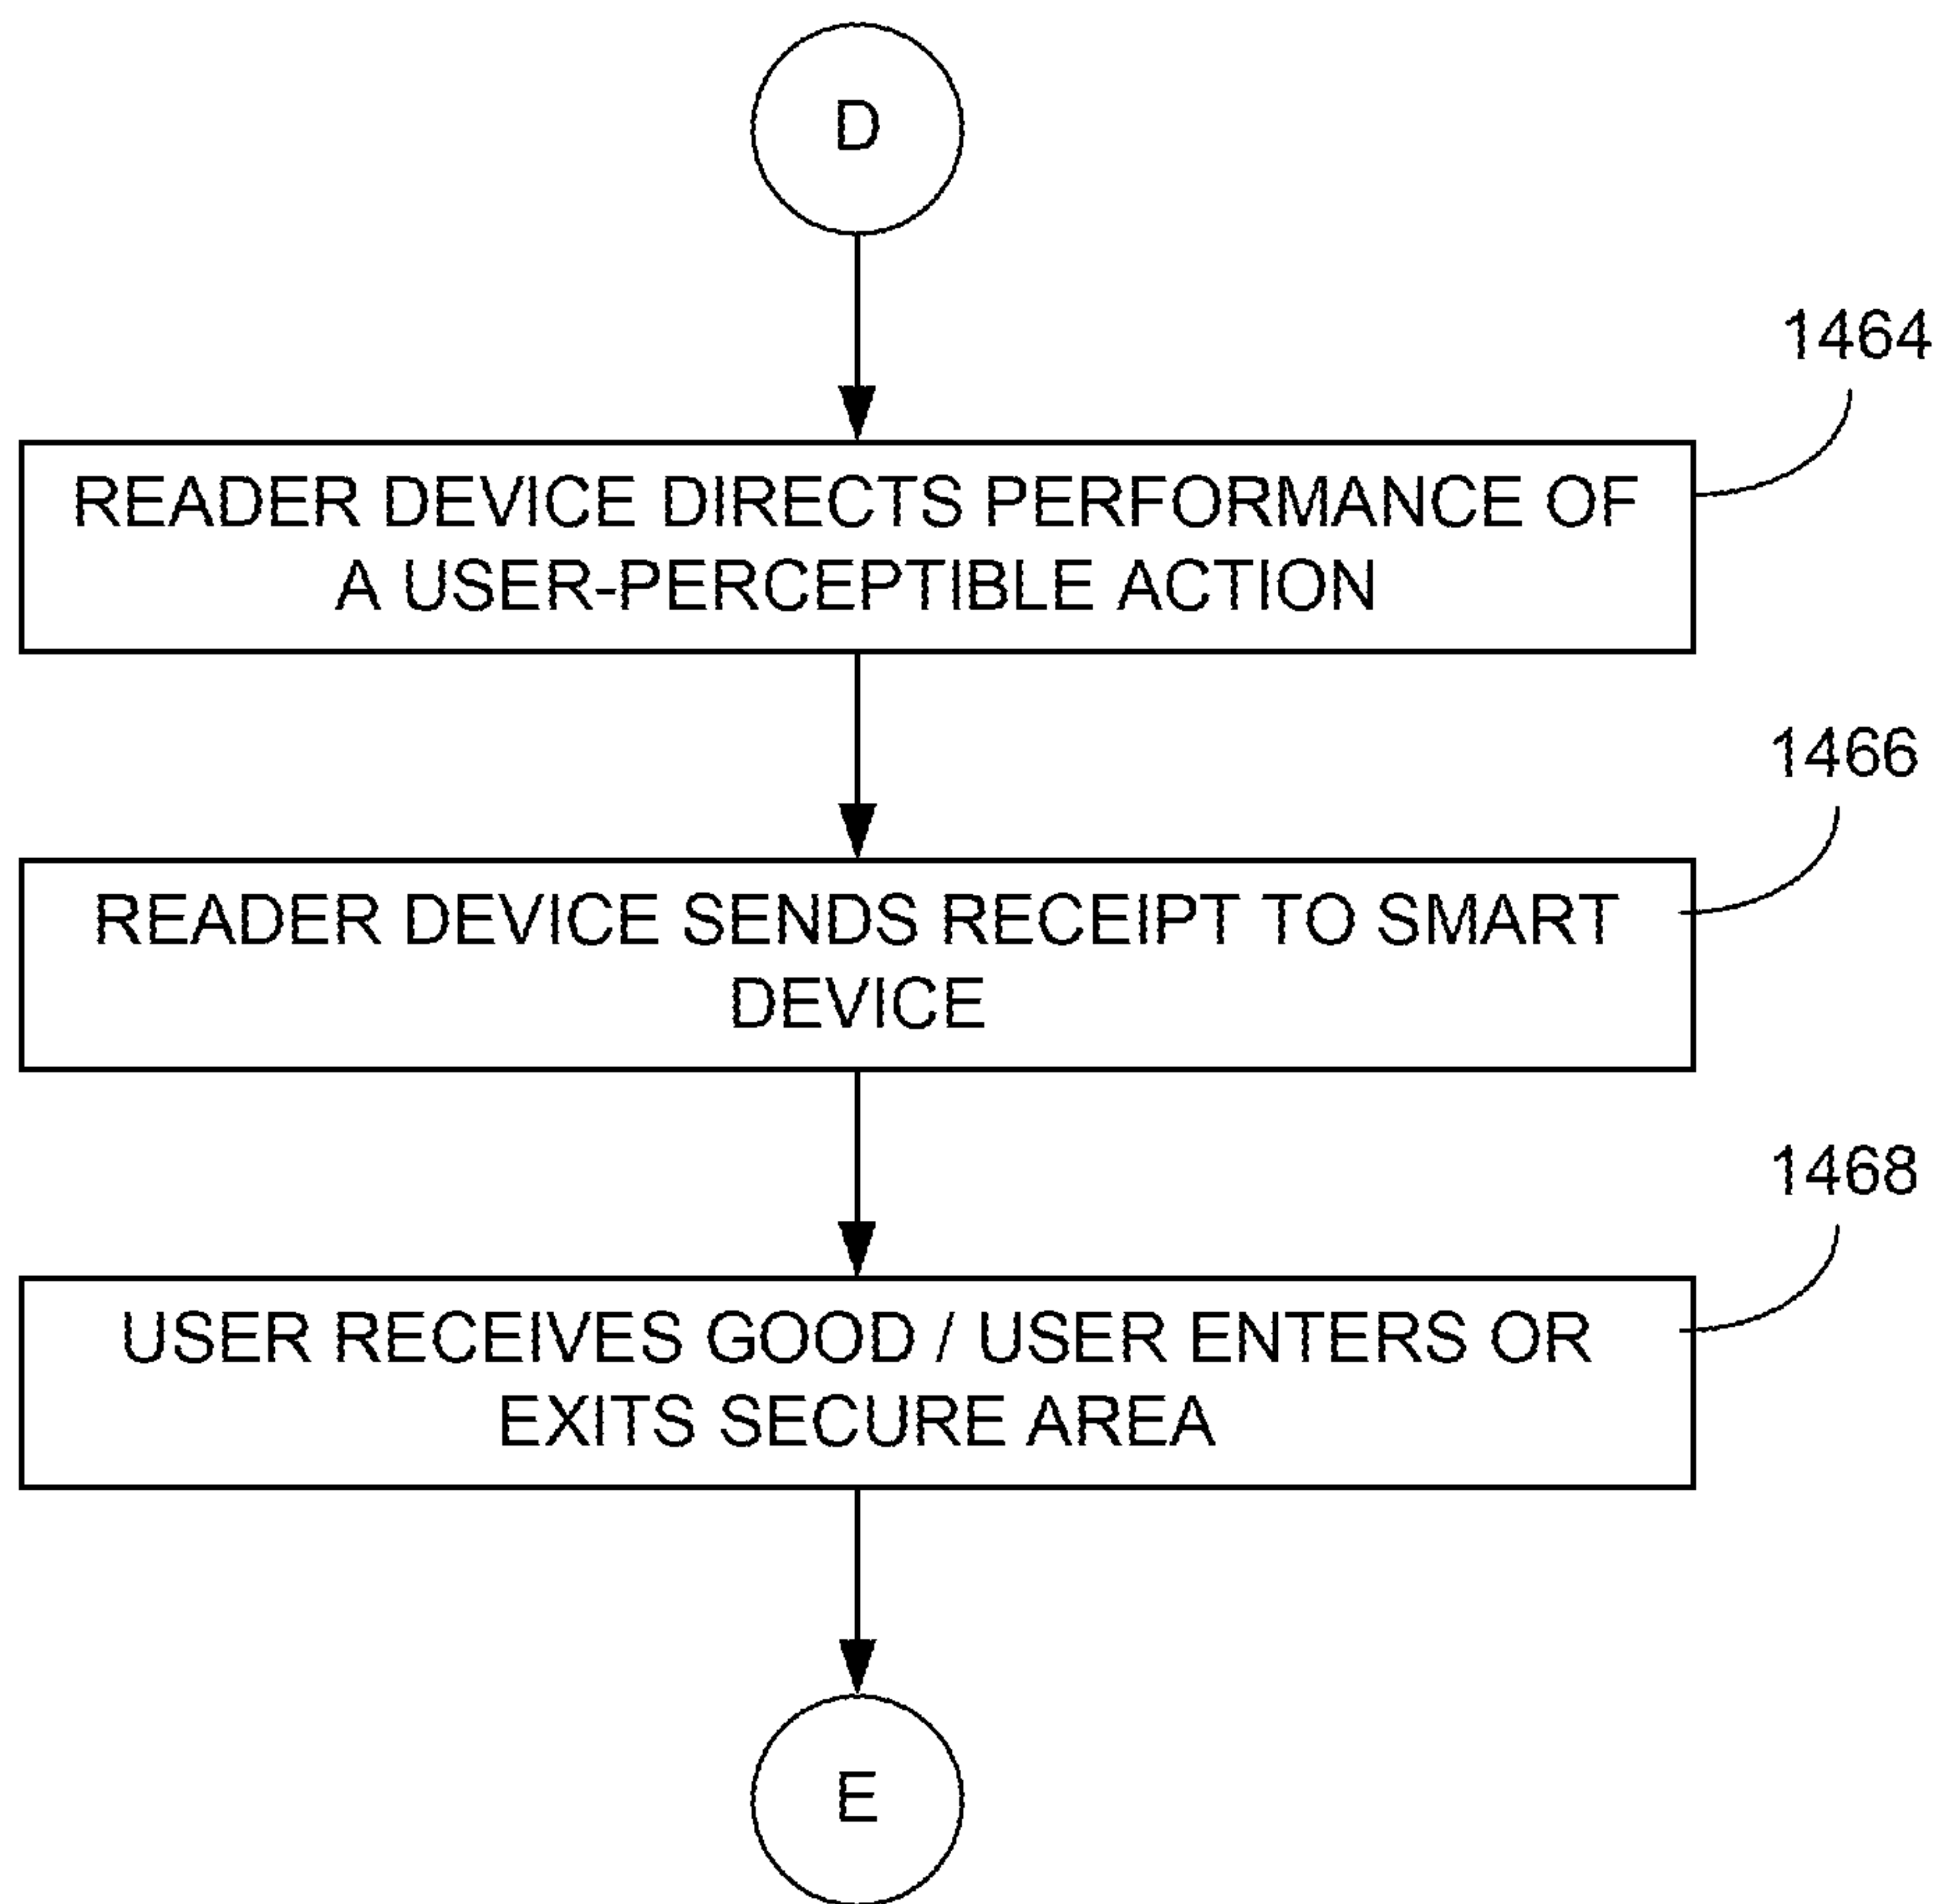 D
1464
READER DEVICE DIRECTS PERFORMANCE OF
A USER-PERCEPTIBLE ACTION
1466
READER DEVICE SENDS RECEIPT TO SMART
DEVICE
1468
USER RECEIVES GOOD / USER ENTERS OR
EXITS SECURE AREA
E